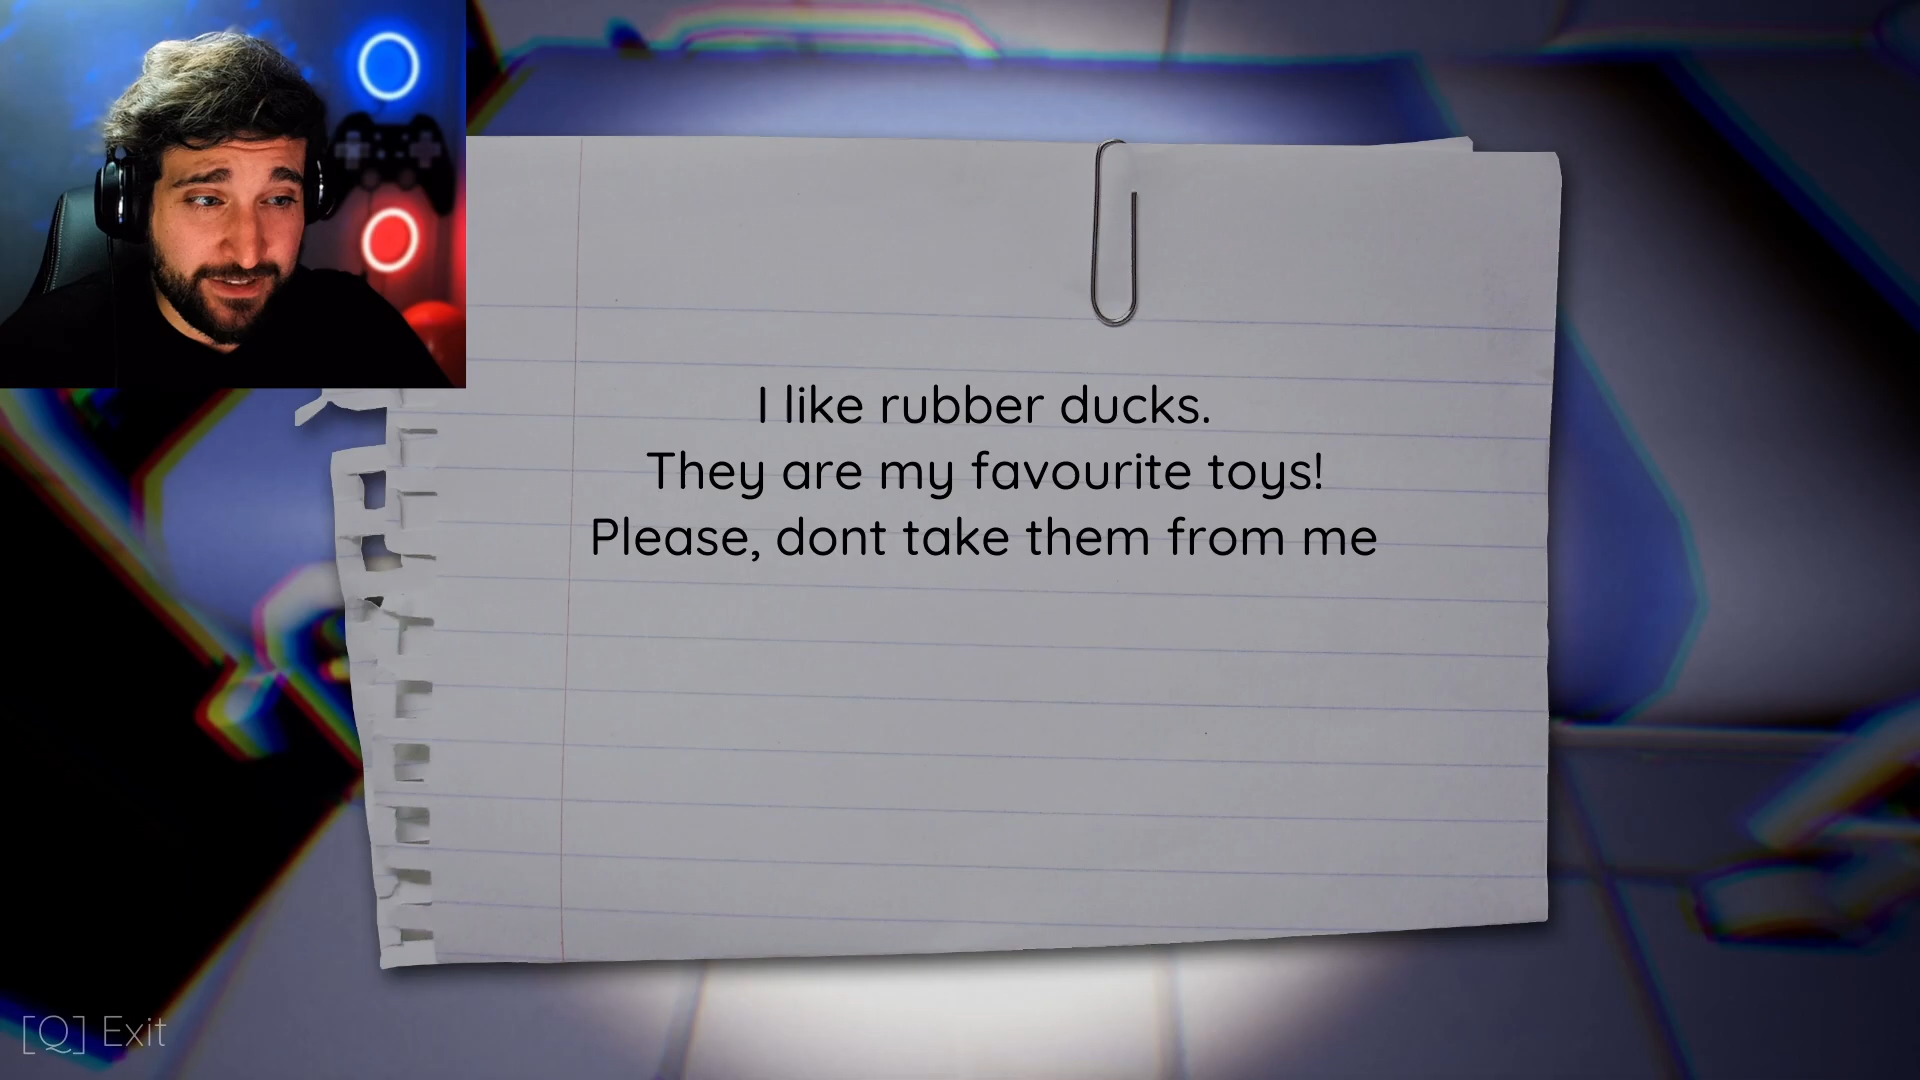 I like rubber ducks.
They are my favourite toys!
Please, dont take them from me
[Q] Exit